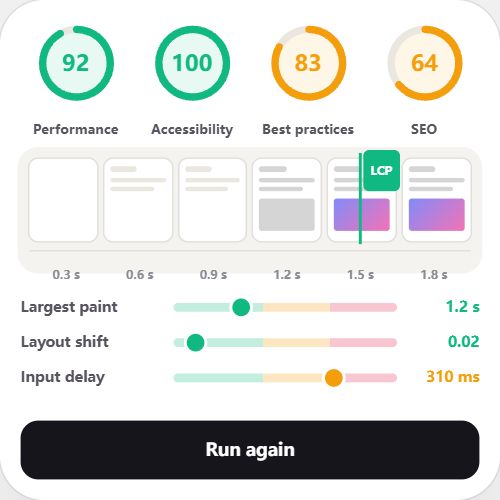 92 100 83 64
Performance Accessibility Best practices SEO
LCP
0.3 s 0.6 s 0.9 s 1.2 s 1.5 s 1.8 s
Largest paint 1.2 s
Layout shift 0.02
Input delay 310 ms
Run again